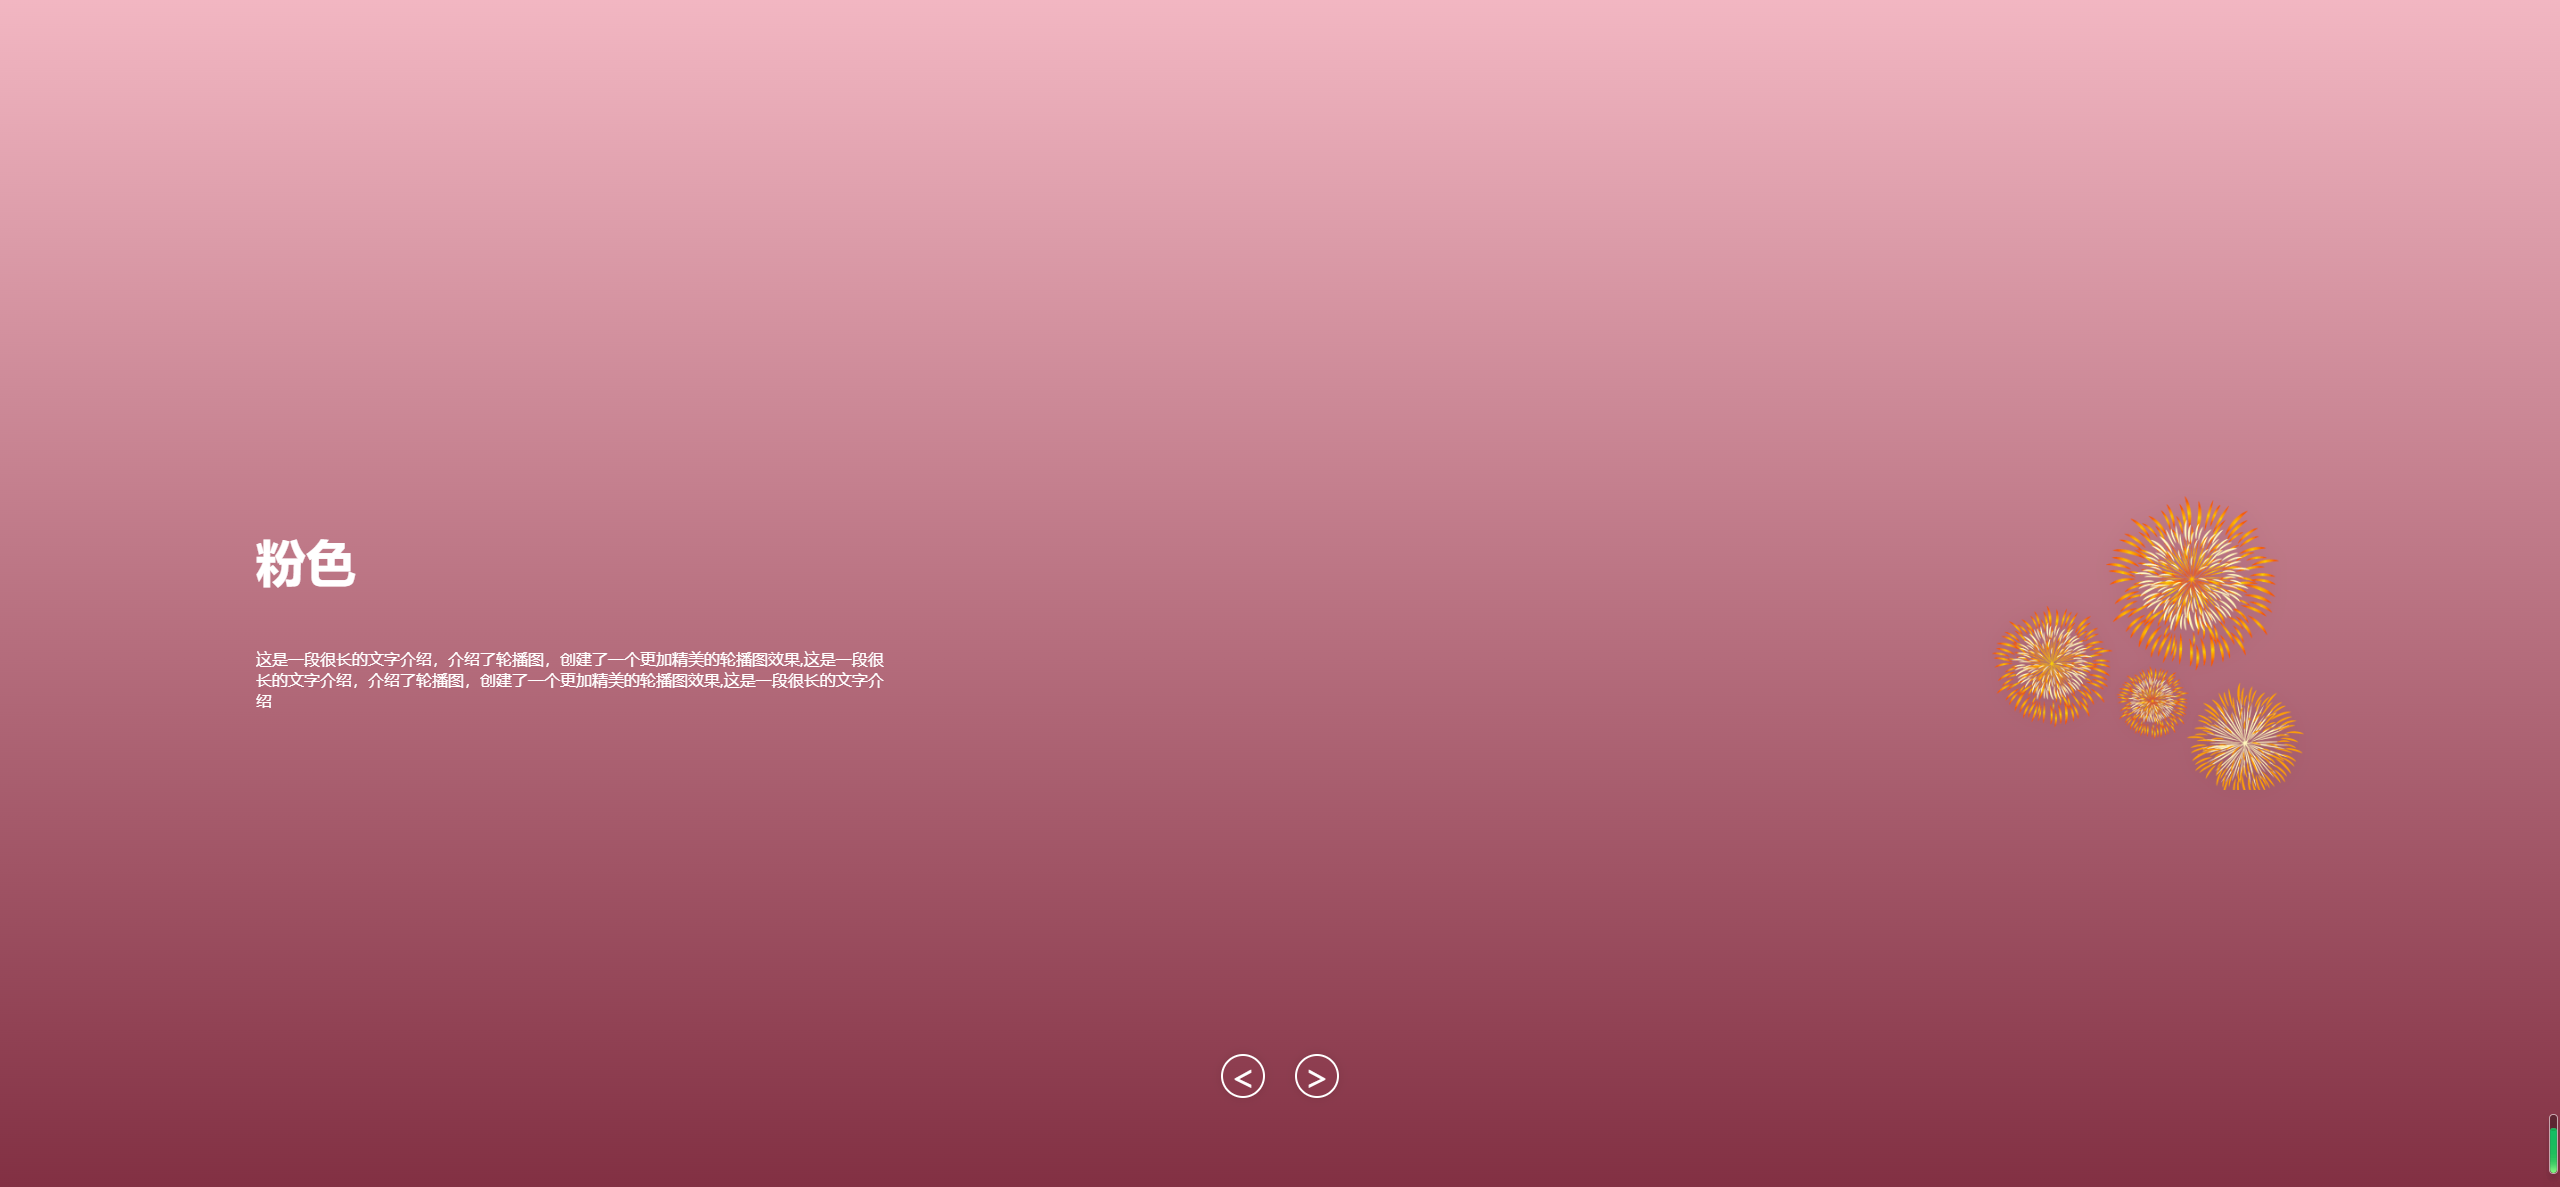 粉色
这是一段很长的文字介绍，介绍了轮播图，创建了一个更加精美的轮播图效果,这是一段很
长的文字介绍，介绍了轮播图，创建了一个更加精美的轮播图效果,这是一段很长的文字介
绍
< >